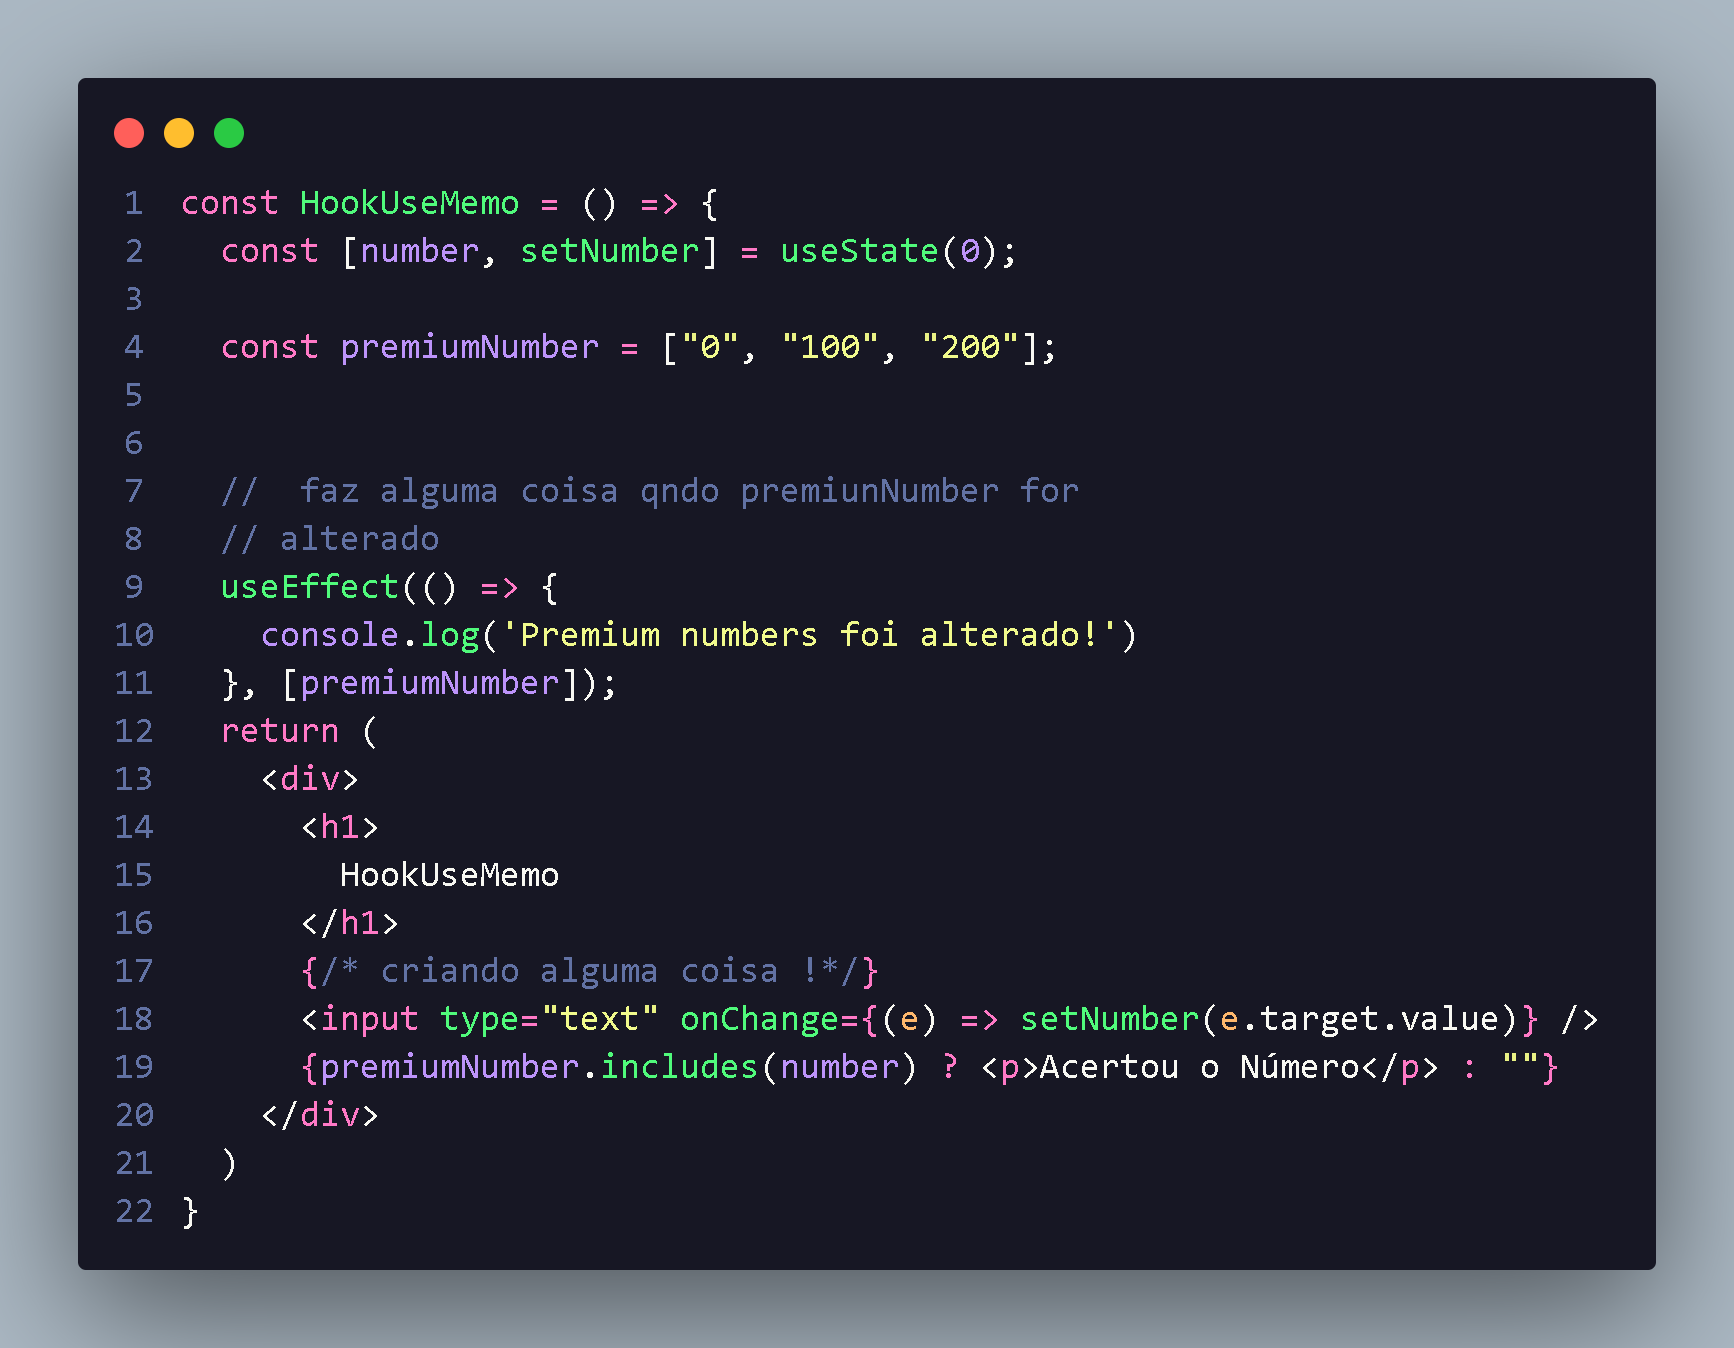 1 const HookUseMemo = () => {
2   const [number, setNumber] = useState(0);
3
4   const premiumNumber = ["0", "100", "200"];
5
6
7   //  faz alguma coisa qndo premiunNumber for
8   // alterado
9   useEffect(() => {
10     console.log('Premium numbers foi alterado!')
11   }, [premiumNumber]);
12   return (
13     <div>
14       <h1>
15         HookUseMemo
16       </h1>
17       {/* criando alguma coisa !*/}
18       <input type="text" onChange={(e) => setNumber(e.target.value)} />
19       {premiumNumber.includes(number) ? <p>Acertou o Número</p> : ""}
20     </div>
21   )
22 }